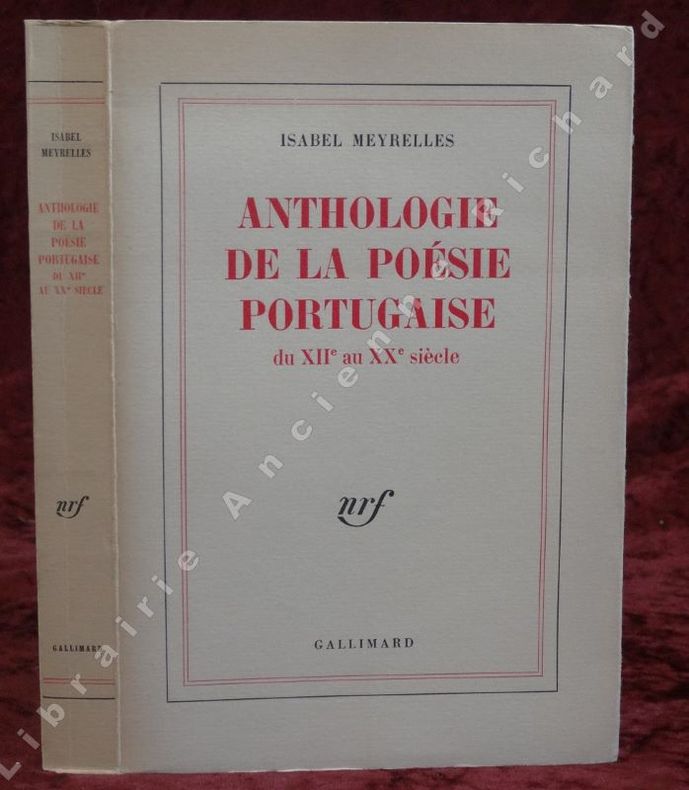 ISABEL
MEYRELLES
ANTHOLOGIE
DE LA
POÉSIE
PORTUGAISE
DU XIIe
AU XXe SIÈCLE
nrf
GALLIMARD
ISABEL MEYRELLES
ANTHOLOGIE
DE LA POÉSIE
PORTUGAISE
du XIIe au XXe siècle
nrf
GALLIMARD
Librairie Ancienne Richard